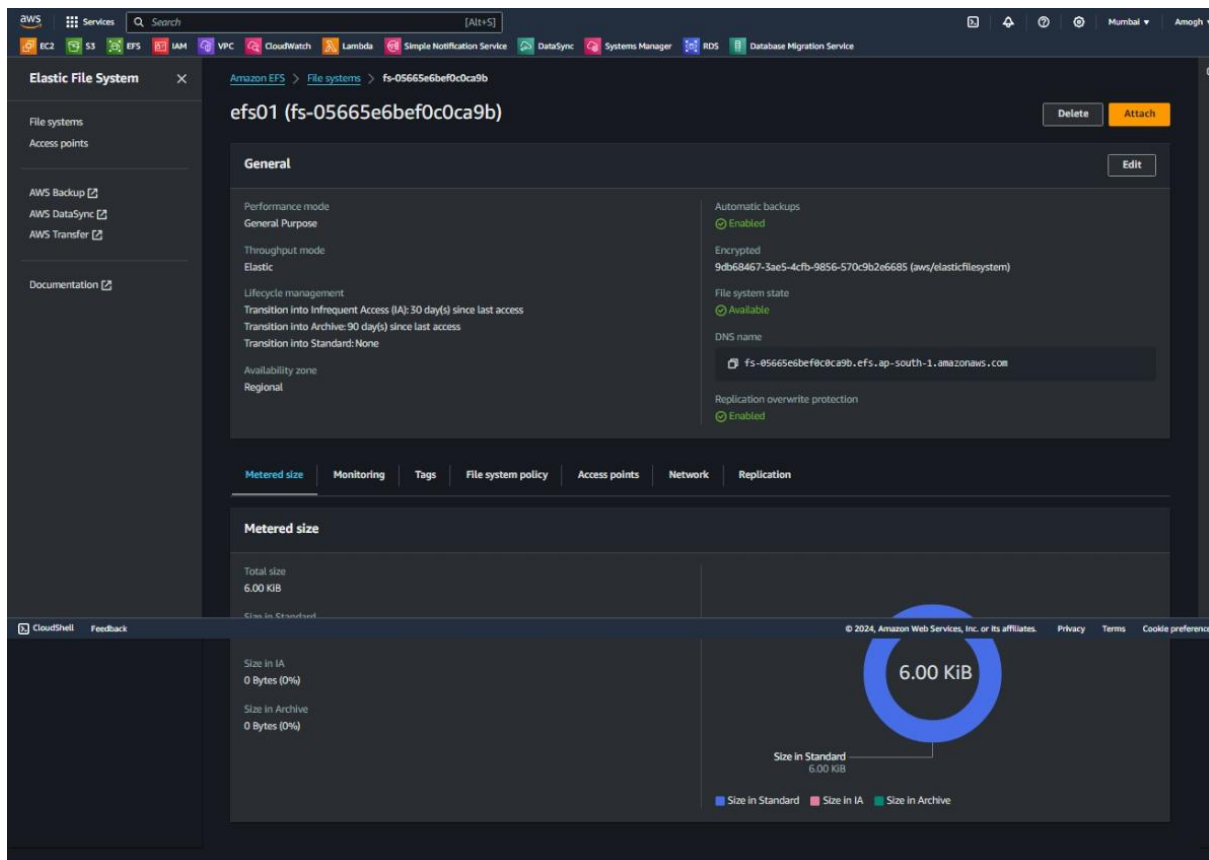 aws Services Search [Alt+S] Mumbai Amogh
EC2 S3 EFS IAM VPC CloudWatch Lambda Simple Notification Service DataSync Systems Manager RDS Database Migration Service
Elastic File System
File systems
Access points
AWS Backup
AWS DataSync
AWS Transfer
Documentation
Amazon EFS > File systems > fs-05665e6bef0c0ca9b
efs01 (fs-05665e6bef0c0ca9b)
Delete Attach
General
Edit
Performance mode
General Purpose
Throughput mode
Elastic
Lifecycle management
Transition into Infrequent Access (IA): 30 day(s) since last access
Transition into Archive: 90 day(s) since last access
Transition into Standard: None
Availability zone
Regional
Automatic backups
Enabled
Encrypted
9db68467-3ae5-4cfb-9856-570c9b2e6685 (aws/elasticfilesystem)
File system state
Available
DNS name
fs-05665e6bef0c0ca9b.efs.ap-south-1.amazonaws.com
Replication overwrite protection
Enabled
Metered size Monitoring Tags File system policy Access points Network Replication
Metered size
Total size
6.00 KiB
Size in Standard
CloudShell Feedback © 2024, Amazon Web Services, Inc. or its affiliates. Privacy Terms Cookie preference
Size in IA
0 Bytes (0%)
Size in Archive
0 Bytes (0%)
6.00 KiB
Size in Standard
6.00 KiB
Size in Standard Size in IA Size in Archive